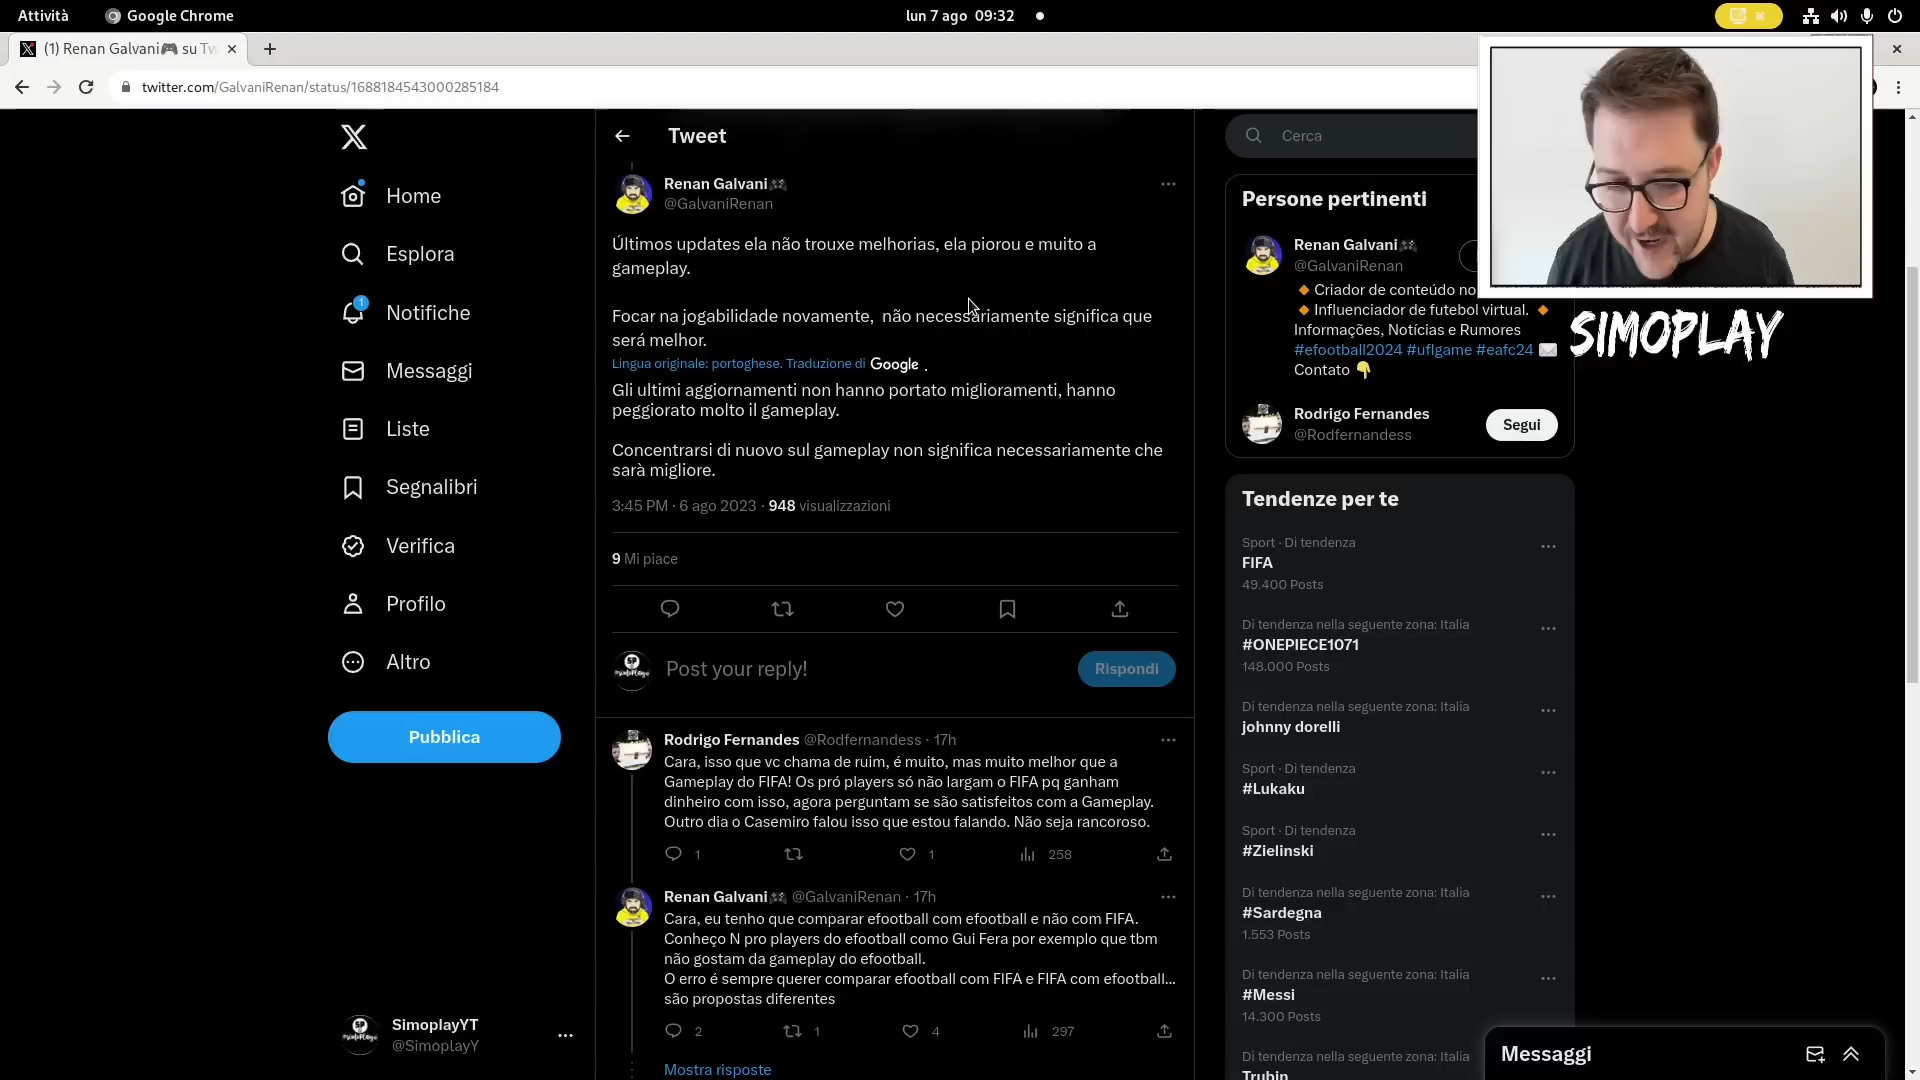 Attività
Google Chrome
lun 7 ago 09:32
(1) Renan Galvani🎮 su Tw
twitter.com/GalvaniRenan/status/1688184543000285184
Home
Esplora
1
Notifiche
Messaggi
Liste
Segnalibri
Verifica
Profilo
Altro
Pubblica
SimoplayYT
@SimoplayY
Tweet
Renan Galvani🎮
@GalvaniRenan
Últimos updates ela não trouxe melhorias, ela piorou e muito a
gameplay.
Focar na jogabilidade novamente, não necessariamente significa que
será melhor.
Lingua originale: portoghese. Traduzione di Google .
Gli ultimi aggiornamenti non hanno portato miglioramenti, hanno
peggiorato molto il gameplay.
Concentrarsi di nuovo sul gameplay non significa necessariamente che
sarà migliore.
3:45 PM · 6 ago 2023 · 948 visualizzazioni
9 Mi piace
Post your reply!
Rispondi
Rodrigo Fernandes @Rodfernandess · 17h
Cara, isso que vc chama de ruim, é muito, mas muito melhor que a
Gameplay do FIFA! Os pró players só não largam o FIFA pq ganham
dinheiro com isso, agora perguntam se são satisfeitos com a Gameplay.
Outro dia o Casemiro falou isso que estou falando. Não seja rancoroso.
1 1 258
Renan Galvani🎮 @GalvaniRenan · 17h
Cara, eu tenho que comparar efootball com efootball e não com FIFA.
Conheço N pro players do efootball como Gui Fera por exemplo que tbm
não gostam da gameplay do efootball.
O erro é sempre querer comparar efootball com FIFA e FIFA com efootball...
são propostas diferentes
2 1 4 297
Mostra risposte
Cerca
Persone pertinenti
Renan Galvani🎮
@GalvaniRenan
🔸Criador de conteúdo no
🔸Influenciador de futebol virtual. 🔸
Informações, Notícias e Rumores
#efootball2024 #uflgame #eafc24 ✉️
Contato 👇
Rodrigo Fernandes
@Rodfernandess
Segui
SIMOPLAY
Tendenze per te
Sport · Di tendenza
FIFA
49.400 Posts
Di tendenza nella seguente zona: Italia
#ONEPIECE1071
148.000 Posts
Di tendenza nella seguente zona: Italia
johnny dorelli
Sport · Di tendenza
#Lukaku
Sport · Di tendenza
#Zielinski
Di tendenza nella seguente zona: Italia
#Sardegna
1.553 Posts
Di tendenza nella seguente zona: Italia
#Messi
14.300 Posts
Di tendenza nella seguente zona: Italia
Trubin
Messaggi